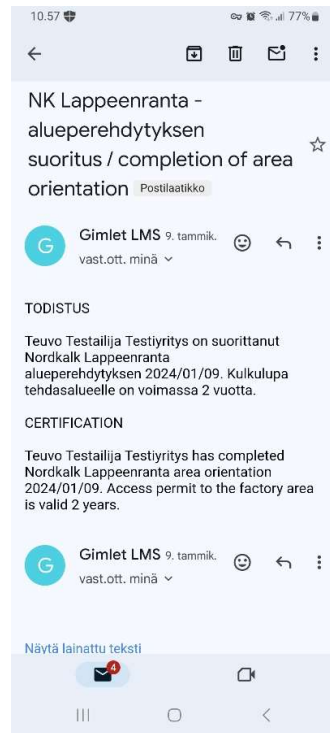 10.57
77%
NK Lappeenranta -
alueperehdytyksen
suoritus / completion of area
orientation Postilaatikko
G
Gimlet LMS 9. tammik.
vast.ott. minä
TODISTUS
Teuvo Testailija Testiyritys on suorittanut
Nordkalk Lappeenranta
alueperehdytyksen 2024/01/09. Kulkulupa
tehdasalueelle on voimassa 2 vuotta.
CERTIFICATION
Teuvo Testailija Testiyritys has completed
Nordkalk Lappeenranta area orientation
2024/01/09. Access permit to the factory area
is valid 2 years.
G
Gimlet LMS 9. tammik.
vast.ott. minä
Näytä lainattu teksti
4